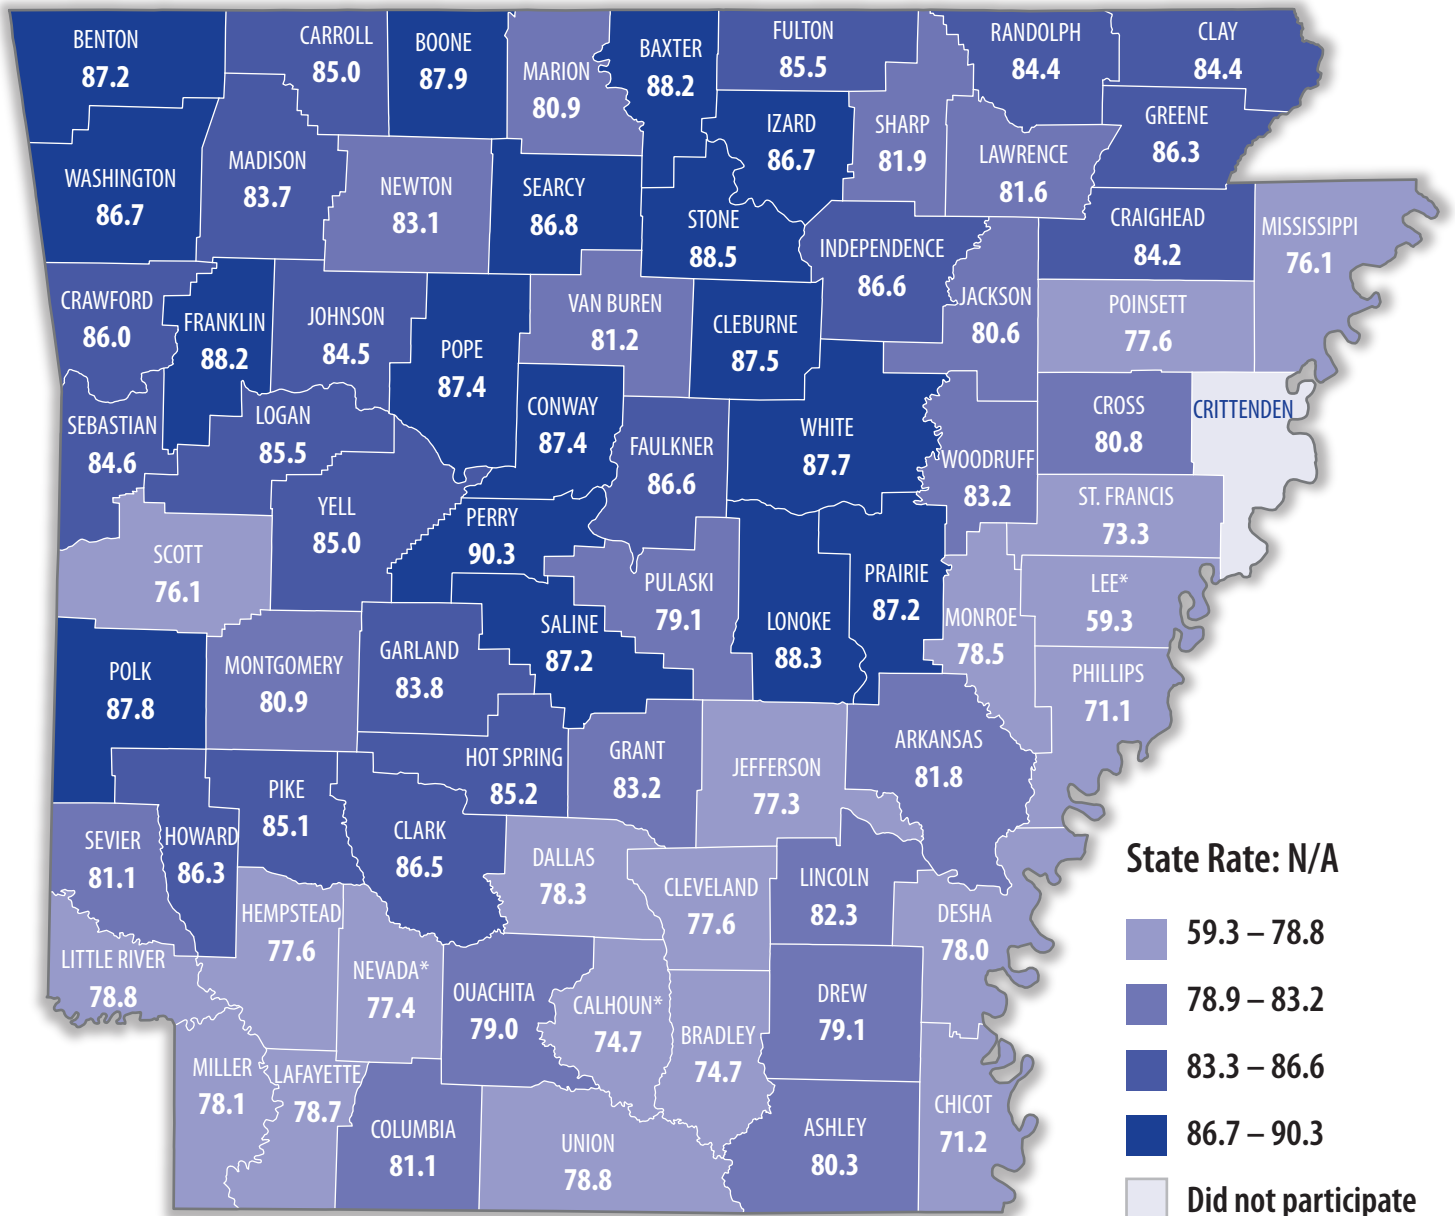 BENTON
87.2
CARROLL
85.0
BOONE
87.9
MARION
80.9
BAXTER
88.2
FULTON
85.5
RANDOLPH
84.4
CLAY
84.4
IZARD
86.7
SHARP
81.9
LAWRENCE
81.6
GREENE
86.3
WASHINGTON
86.7
MADISON
83.7
NEWTON
83.1
SEARCY
86.8
STONE
88.5
INDEPENDENCE
86.6
JACKSON
80.6
CRAIGHEAD
84.2
MISSISSIPPI
76.1
CRAWFORD
86.0
FRANKLIN
88.2
JOHNSON
84.5
POPE
87.4
VAN BUREN
81.2
CLEBURNE
87.5
POINSETT
77.6
SEBASTIAN
84.6
LOGAN
85.5
CONWAY
87.4
FAULKNER
86.6
WHITE
87.7
WOODRUFF
83.2
CROSS
80.8
CRITTENDEN
ST. FRANCIS
73.3
SCOTT
76.1
YELL
85.0
PERRY
90.3
PULASKI
79.1
LONOKE
88.3
PRAIRIE
87.2
MONROE
78.5
LEE*
59.3
PHILLIPS
71.1
POLK
87.8
MONTGOMERY
80.9
GARLAND
83.8
SALINE
87.2
HOT SPRING
85.2
GRANT
83.2
JEFFERSON
77.3
ARKANSAS
81.8
SEVIER
81.1
HOWARD
86.3
PIKE
85.1
CLARK
86.5
DALLAS
78.3
CLEVELAND
77.6
LINCOLN
82.3
DESHA
78.0
LITTLE RIVER
78.8
HEMPSTEAD
77.6
NEVADA*
77.4
OUACHITA
79.0
CALHOUN*
74.7
BRADLEY
74.7
DREW
79.1
MILLER
78.1
LAFAYETTE
78.7
COLUMBIA
81.1
UNION
78.8
ASHLEY
80.3
CHICOT
71.2
State Rate: N/A
59.3 – 78.8
78.9 – 83.2
83.3 – 86.6
86.7 – 90.3
Did not participate